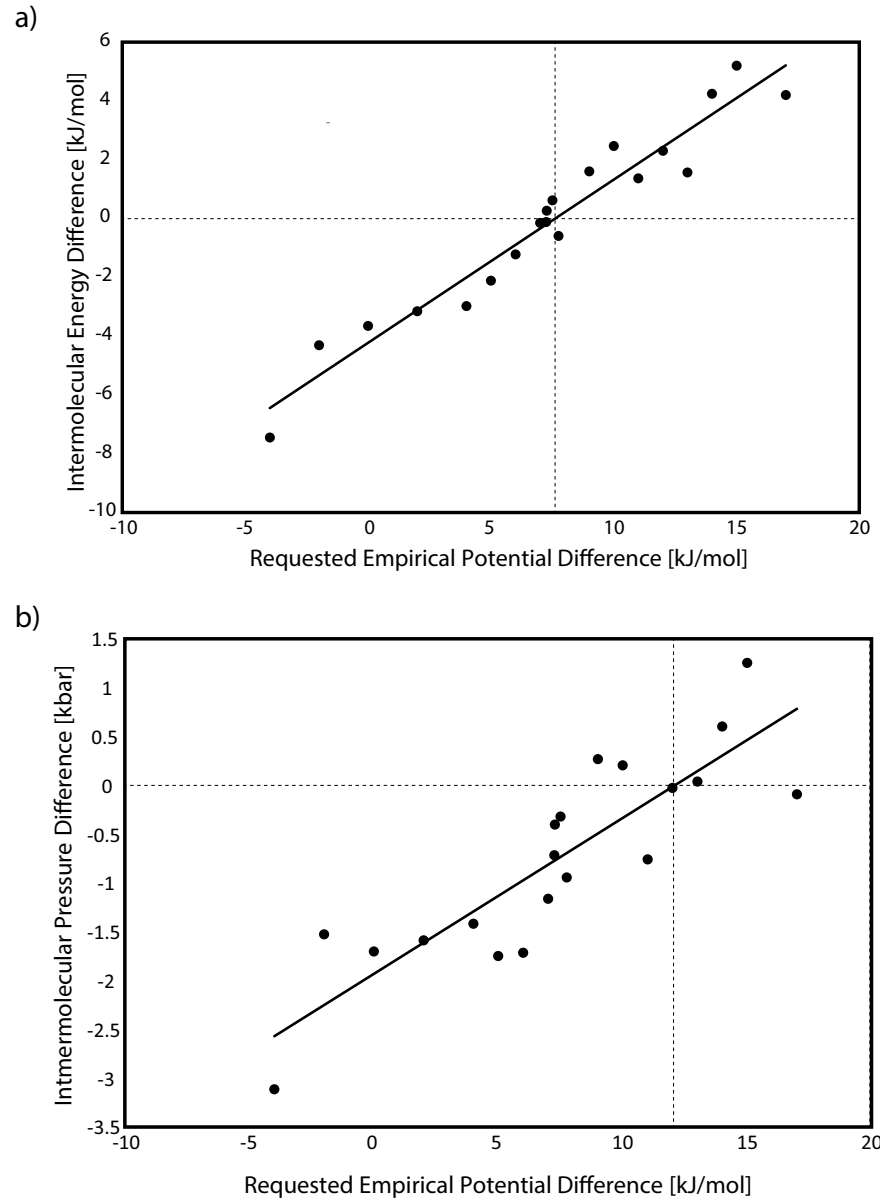 a)
6
4
2
0
-2
-4
-6
-8
-10
Intermolecular Energy Difference [kJ/mol]
-10 -5 0 5 10 15 20
Requested Empirical Potential Difference [kJ/mol]
b)
1.5
1
0.5
0
-0.5
-1
-1.5
-2
-2.5
-3
-3.5
Intmermolecular Pressure Difference [kbar]
-10 -5 0 5 10 15 20
Requested Empirical Potential Difference [kJ/mol]